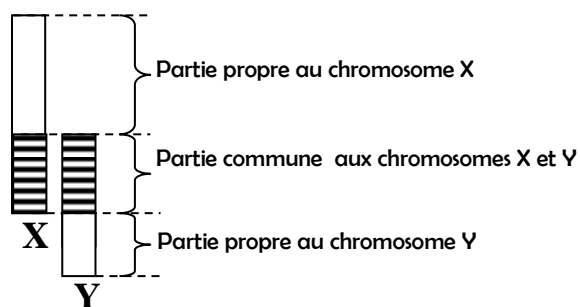 Partie propre au chromosome X
Partie commune aux chromosomes X et Y
X
Partie propre au chromosome Y
Y